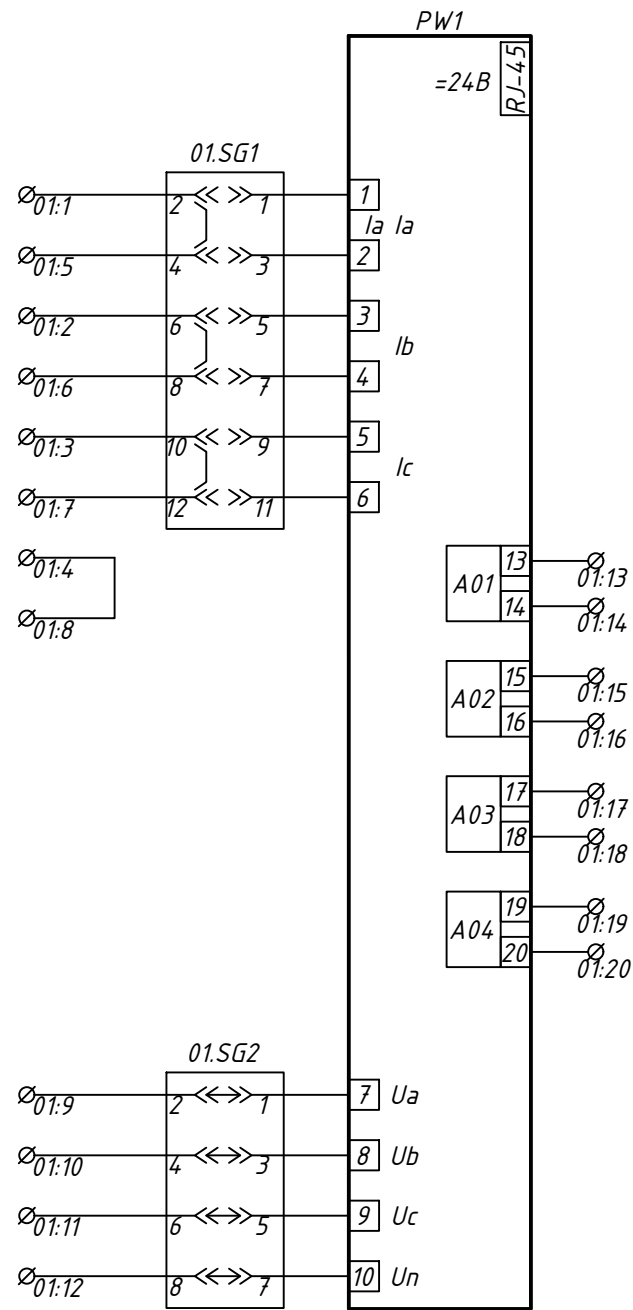 PW1
=24В
RJ-45
01.SG1
01:1 2 1 1
Ia Ia
01:5 4 3 2
01:2 6 5 3
Ib
01:6 8 7 4
01:3 10 9 5
Ic
01:7 12 11 6
01:4
01:8
A01
13 01:13
14 01:14
A02
15 01:15
16 01:16
A03
17 01:17
18 01:18
A04
19 01:19
20 01:20
01.SG2
01:9 2 1 7 Ua
01:10 4 3 8 Ub
01:11 6 5 9 Uc
01:12 8 7 10 Un